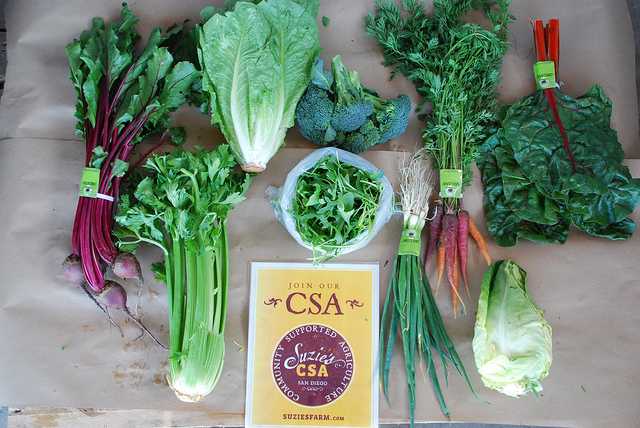 JOIN OUR
CSA
COMMUNITY SUPPORTED AGRICULTURE
Suzie's
CSA
SAN DIEGO
SUZIESFARM.COM